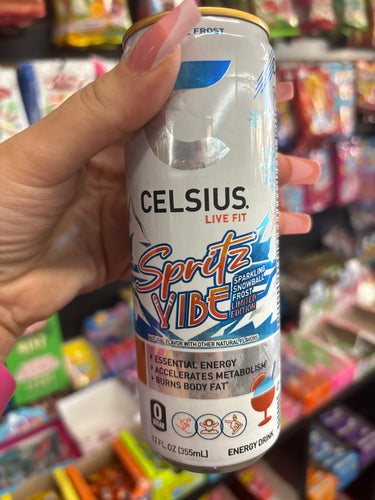 FROST
CELSIUS.
LIVE FIT
Spritz
VIBE
SPARKLING
SNOWBALL
FROST
LIMITED
EDITION
NATURAL FLAVOR WITH OTHER NATURAL FLAVORS
ESSENTIAL ENERGY
ACCELERATES METABOLISM
BURNS BODY FAT*
0
12 FL OZ (355mL)
ENERGY DRINK